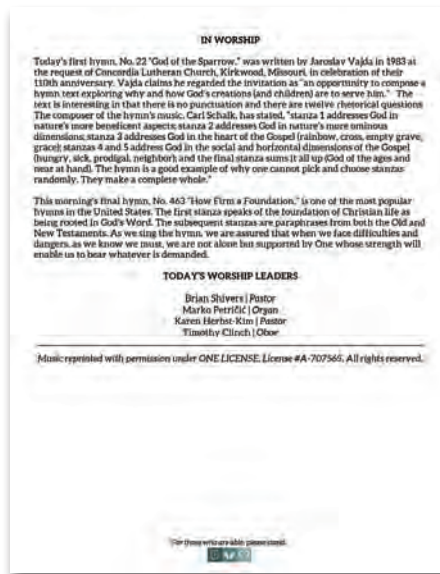 IN WORSHIP
Today's first hymn, No. 22 "God of the Sparrow," was written by Jaroslav Vajda in 1983 at
the request of Concordia Lutheran Church, Kirkwood, Missouri, in celebration of their
110th anniversary. Vajda claims he regarded the invitation as "an opportunity to compose a
hymn text exploring why and how God's creations (and children) are to serve him." The
text is interesting in that there is no punctuation and there are twelve rhetorical questions
The composer of the hymn's music, Carl Schalk, has stated, "stanza 1 addresses God in
nature's more beneficent aspects; stanza 2 addresses God in nature's more ominous
dimensions; stanza 3 addresses God in the heart of the Gospel (rainbow, cross, empty grave,
grace); stanzas 4 and 5 address God in the social and horizontal dimensions of the Gospel
(hungry, sick, prodigal, neighbor); and the final stanza sums it all up (God of the ages and
near at hand). The hymn is a good example of why one cannot pick and choose stanzas
randomly. They make a complete whole."
This morning's final hymn, No. 463 "How Firm a Foundation," is one of the most popular
hymns in the United States. The first stanza speaks of the foundation of Christian life as
being rooted in God's Word. The subsequent stanzas are paraphrases from both the Old and
New Testaments. As we sing the hymn, we are assured that when we face difficulties and
dangers, as we know we must, we are not alone but supported by One whose strength will
enable us to bear whatever is demanded.
TODAY'S WORSHIP LEADERS
Brian Shivers | Pastor
Marko Petričić | Organ
Karen Herbst-Kim | Pastor
Timothy Clinch | Oboe
Music reprinted with permission under ONE LICENSE, License #A-707565. All rights reserved.
*For those who are able, please stand.